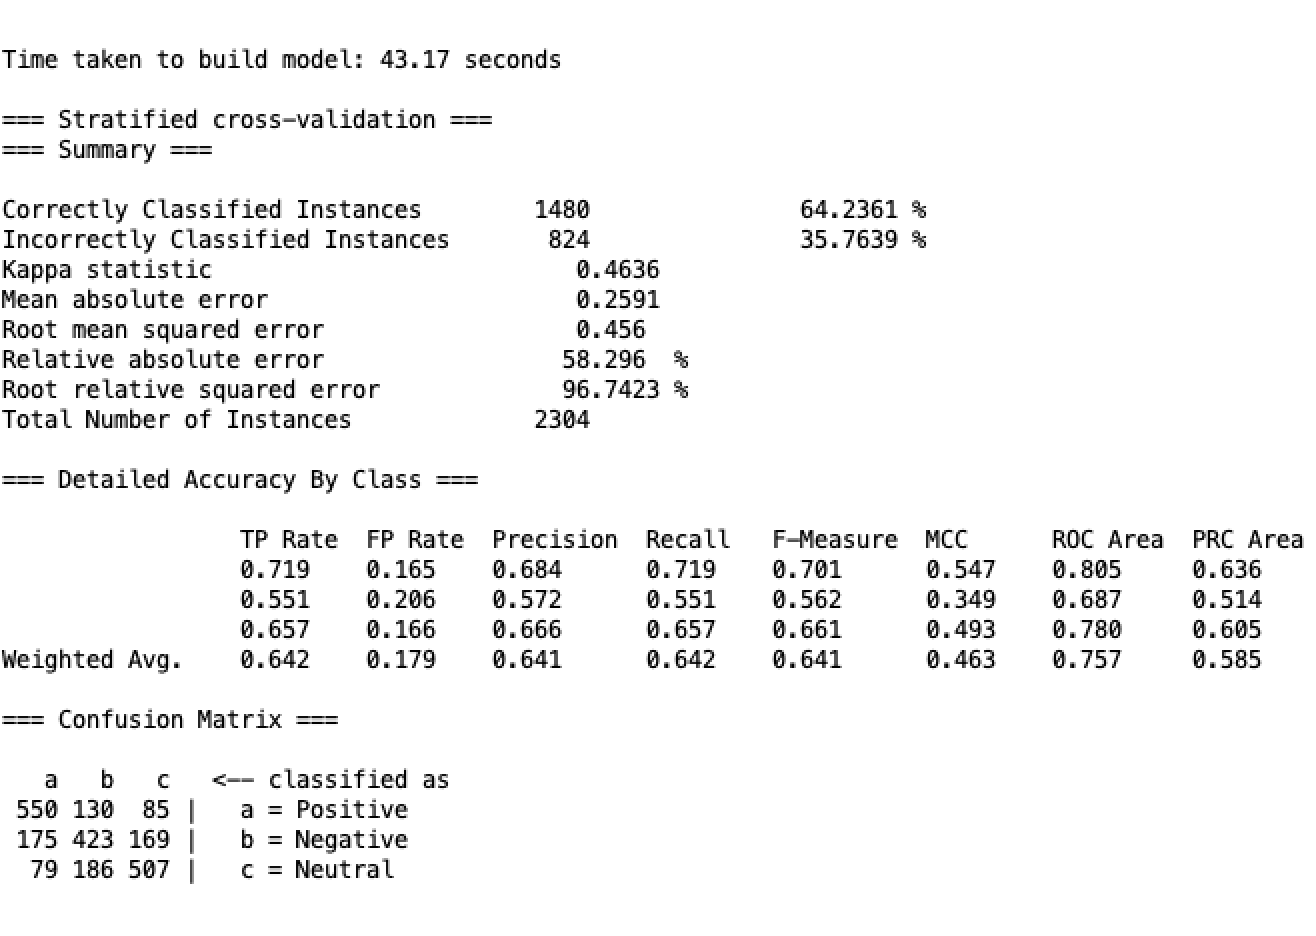 Time taken to build model: 43.17 seconds
=== Stratified cross-validation ===
=== Summary ===
Correctly Classified Instances 1480 64.2361 %
Incorrectly Classified Instances 824 35.7639 %
Kappa statistic 0.4636
Mean absolute error 0.2591
Root mean squared error 0.456
Relative absolute error 58.296 %
Root relative squared error 96.7423 %
Total Number of Instances 2304
=== Detailed Accuracy By Class ===
TP Rate FP Rate Precision Recall F-Measure MCC ROC Area PRC Area
0.719 0.165 0.684 0.719 0.701 0.547 0.805 0.636
0.551 0.206 0.572 0.551 0.562 0.349 0.687 0.514
0.657 0.166 0.666 0.657 0.661 0.493 0.780 0.605
Weighted Avg. 0.642 0.179 0.641 0.642 0.641 0.463 0.757 0.585
=== Confusion Matrix ===
a b c <-- classified as
550 130 85 | a = Positive
175 423 169 | b = Negative
79 186 507 | c = Neutral